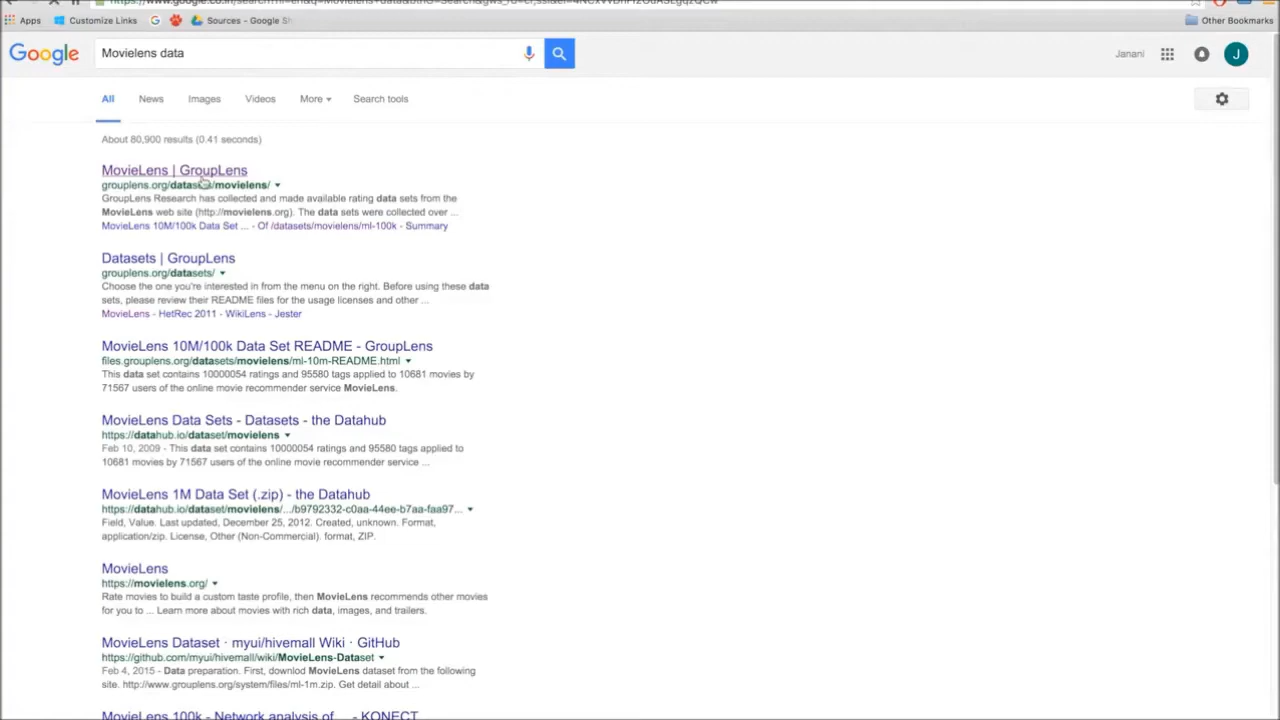 Apps
Customize Links
Sources - Google Sh
Other Bookmarks
Google
Movielens data
Janani
J
All
News
Images
Videos
More
Search tools
About 80,900 results (0.41 seconds)
MovieLens | GroupLens
grouplens.org/datasets/movielens/
GroupLens Research has collected and made available rating data sets from the
MovieLens web site (http://movielens.org). The data sets were collected over ...
MovieLens 10M/100k Data Set ... - Of /datasets/movielens/ml-100k - Summary
Datasets | GroupLens
grouplens.org/datasets/
Choose the one you're interested in from the menu on the right. Before using these data
sets, please review their README files for the usage licenses and other ...
MovieLens - HetRec 2011 - WikiLens - Jester
MovieLens 10M/100k Data Set README - GroupLens
files.grouplens.org/datasets/movielens/ml-10m-README.html
This data set contains 10000054 ratings and 95580 tags applied to 10681 movies by
71567 users of the online movie recommender service MovieLens.
MovieLens Data Sets - Datasets - the Datahub
https://datahub.io/dataset/movielens
Feb 10, 2009 - This data set contains 10000054 ratings and 95580 tags applied to
10681 movies by 71567 users of the online movie recommender service ...
MovieLens 1M Data Set (.zip) - the Datahub
https://datahub.io/dataset/movielens/.../b9792332-c0aa-44ee-b7aa-faa97...
Field, Value. Last updated, December 25, 2012. Created, unknown. Format,
application/zip. License, Other (Non-Commercial). format, ZIP.
MovieLens
https://movielens.org/
Rate movies to build a custom taste profile, then MovieLens recommends other movies
for you to ... Learn more about movies with rich data, images, and trailers.
MovieLens Dataset · myui/hivemall Wiki · GitHub
https://github.com/myui/hivemall/wiki/MovieLens-Dataset
Feb 4, 2015 - Data preparation. First, downlod MovieLens dataset from the following
site. http://www.grouplens.org/system/files/ml-1m.zip. Get detail about ...
MovieLens 100k - Network analysis of ... - KONECT